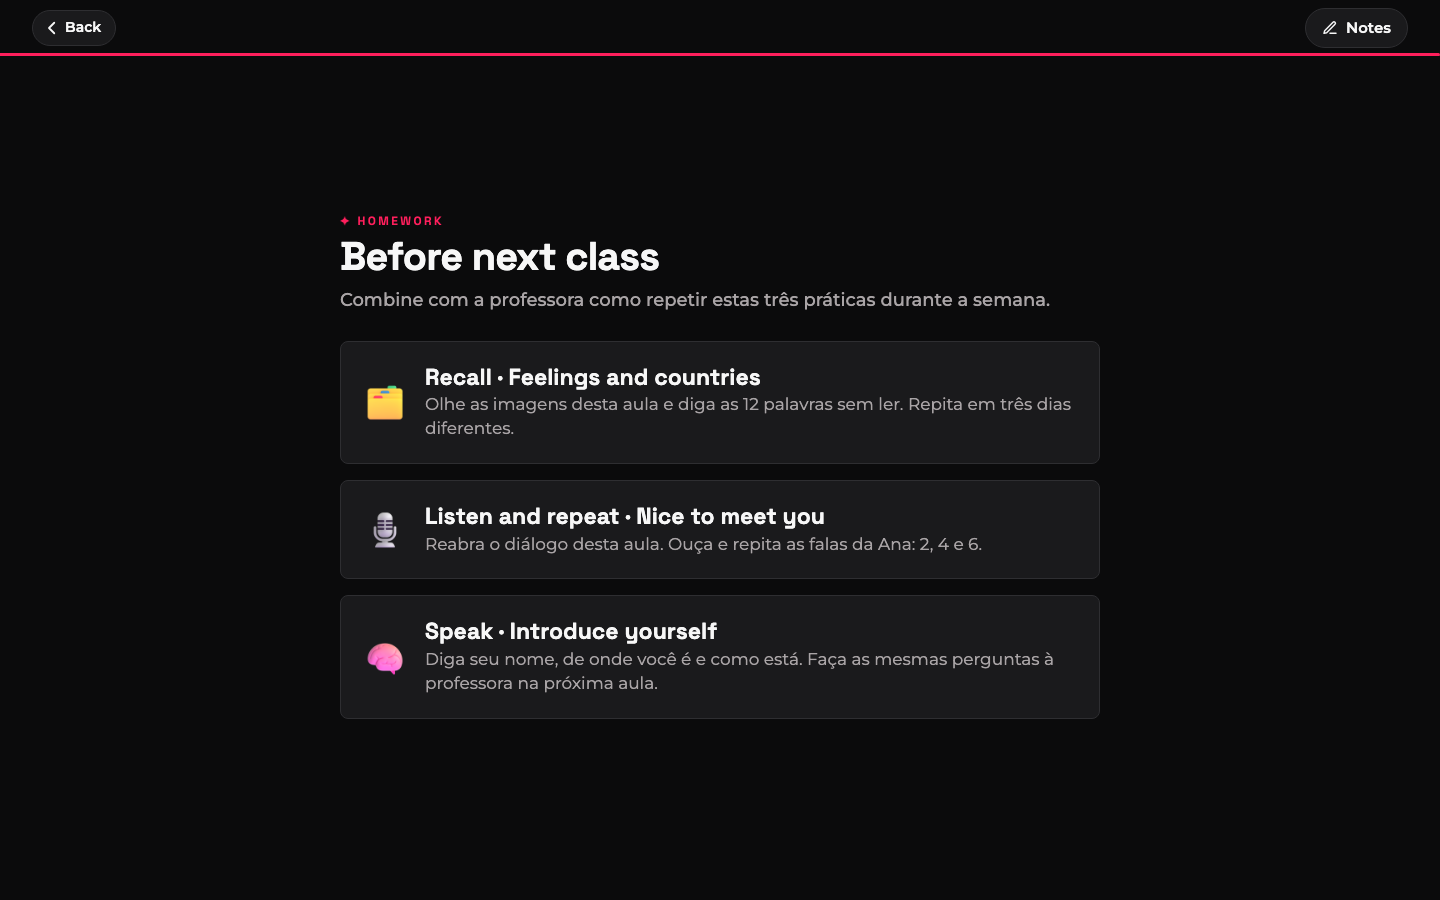 Back
Notes
✦ HOMEWORK
Before next class
Combine com a professora como repetir estas três práticas durante a semana.
Recall · Feelings and countries
Olhe as imagens desta aula e diga as 12 palavras sem ler. Repita em três dias
diferentes.
Listen and repeat · Nice to meet you
Reabra o diálogo desta aula. Ouça e repita as falas da Ana: 2, 4 e 6.
Speak · Introduce yourself
Diga seu nome, de onde você é e como está. Faça as mesmas perguntas à
professora na próxima aula.